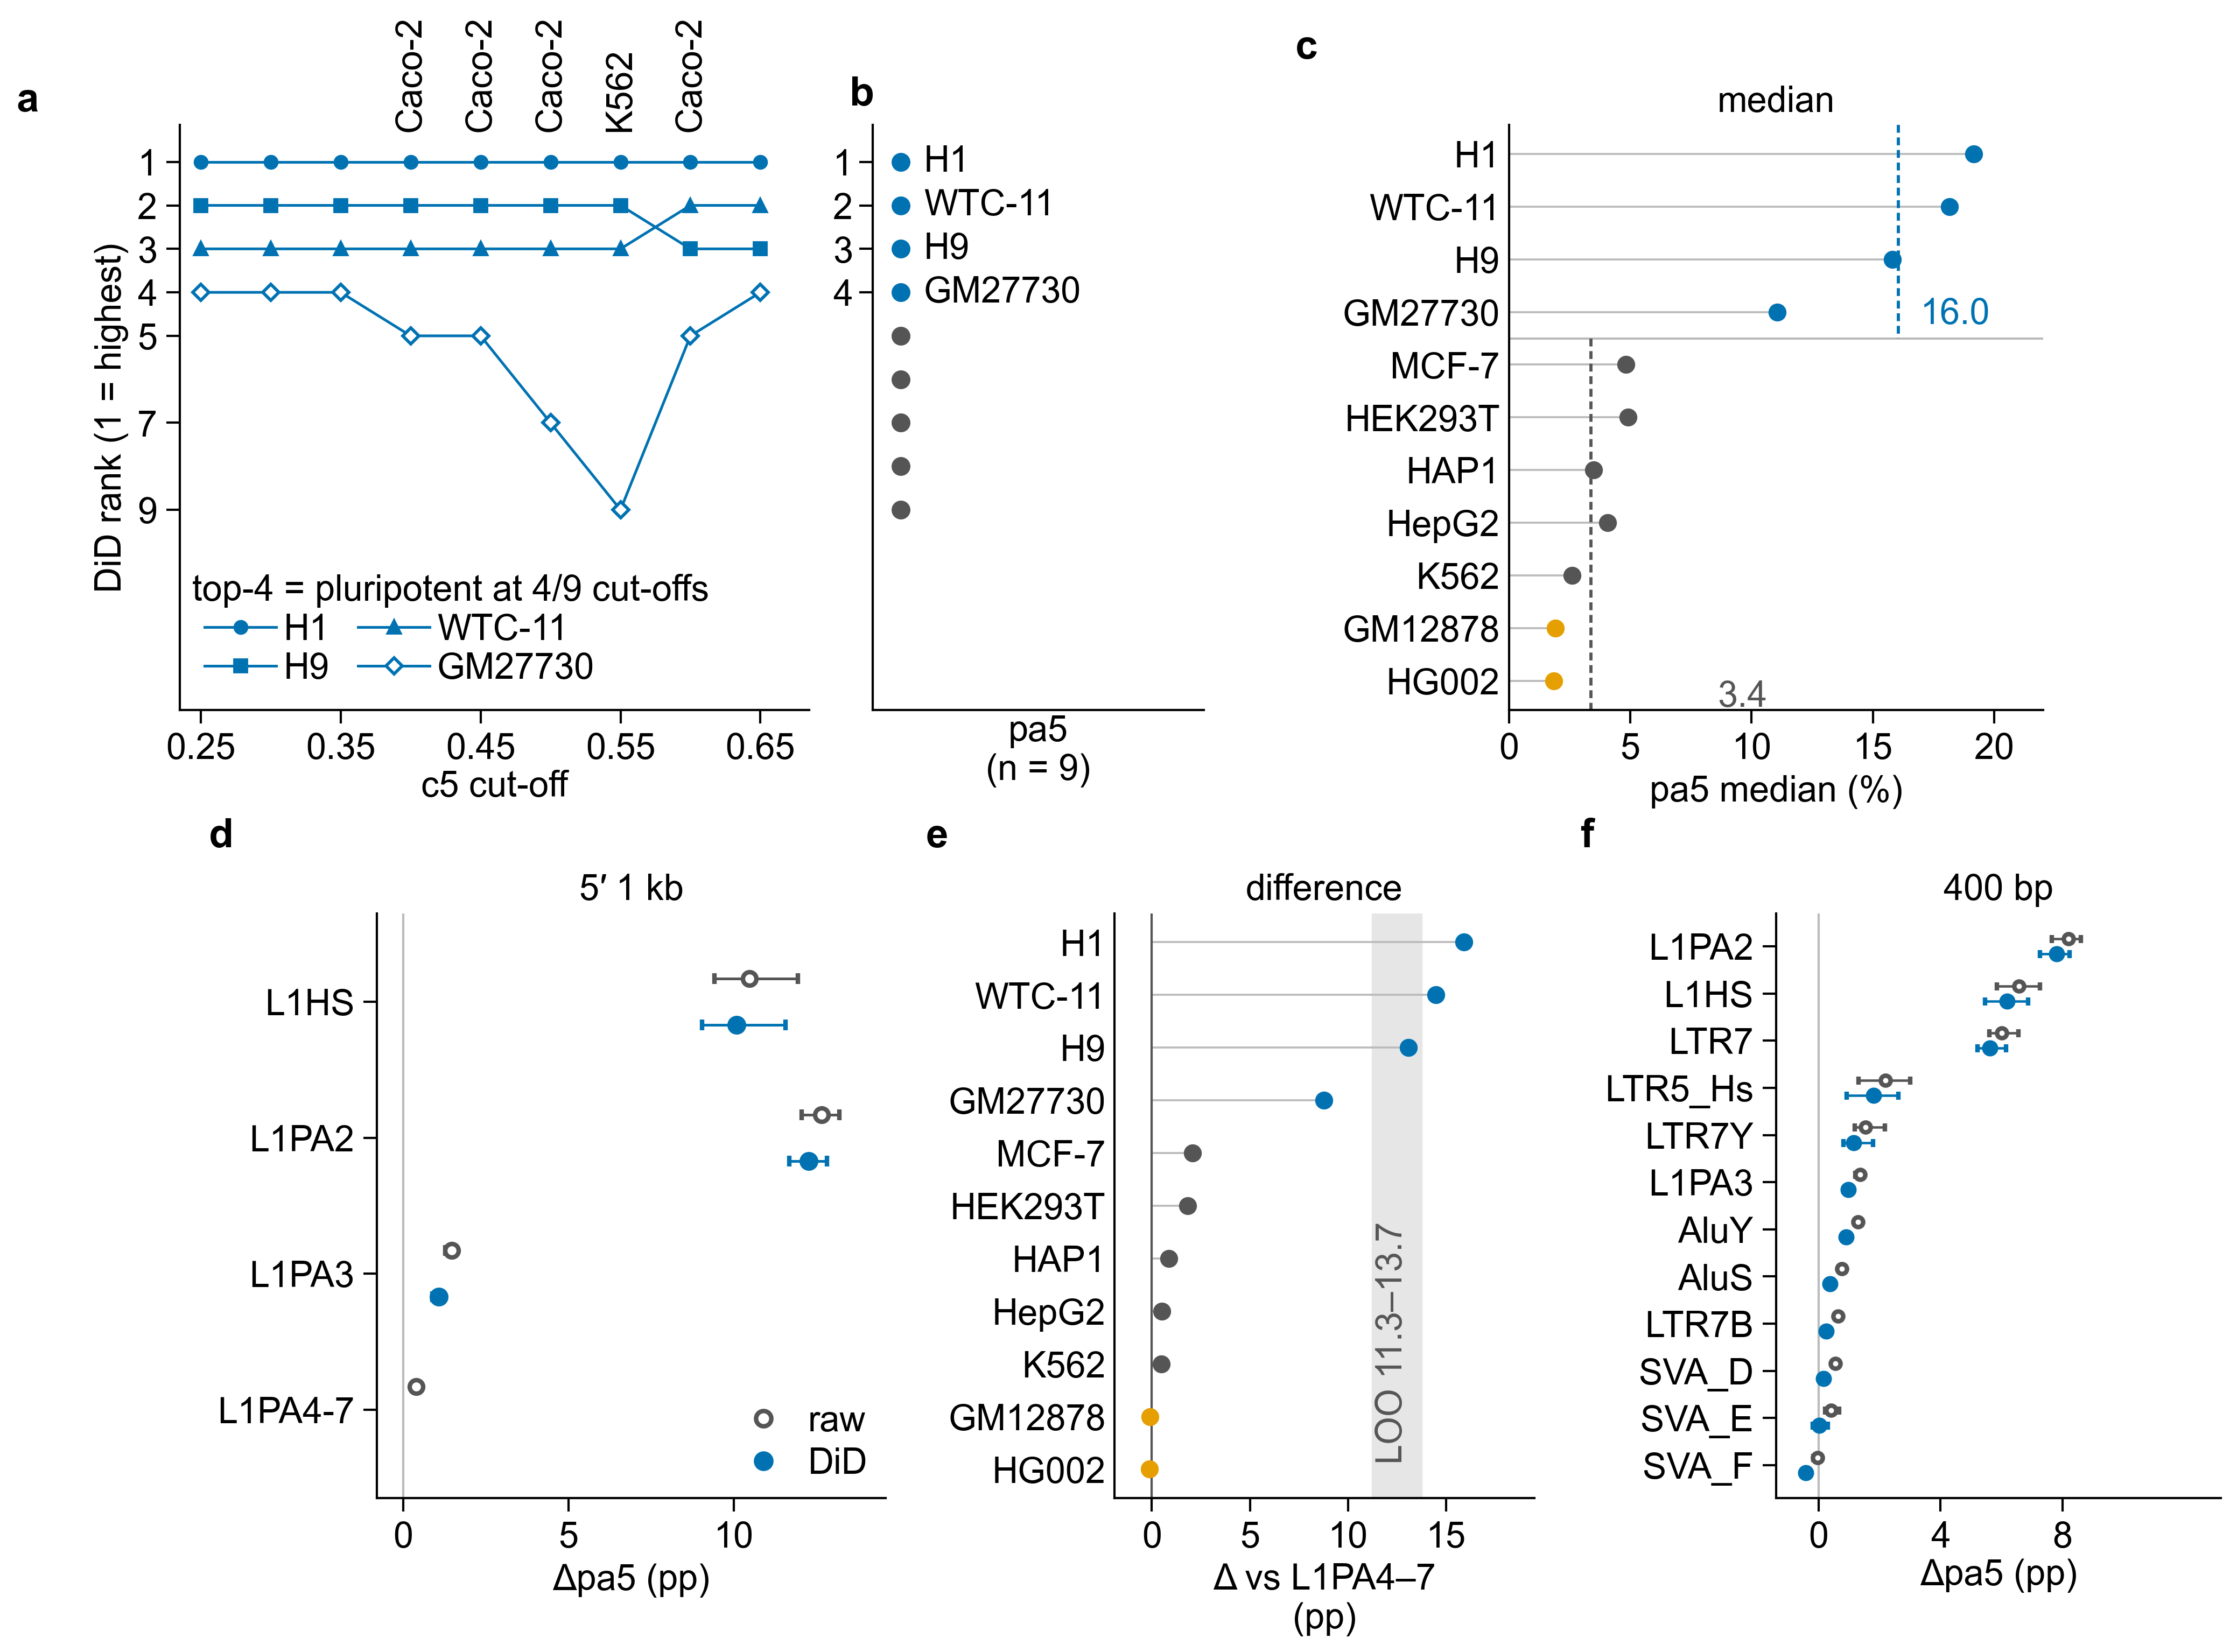 a
Caco-2
Caco-2
Caco-2
K562
Caco-2
DiD rank (1 = highest)
1
2
3
4
5
7
9
top-4 = pluripotent at 4/9 cut-offs
H1
WTC-11
H9
GM27730
0.25
0.35
0.45
0.55
0.65
c5 cut-off
b
1
2
3
4
H1
WTC-11
H9
GM27730
pa5
(n = 9)
c
median
H1
WTC-11
H9
GM27730
MCF-7
HEK293T
HAP1
HepG2
K562
GM12878
HG002
16.0
3.4
0
5
10
15
20
pa5 median (%)
d
5′ 1 kb
L1HS
L1PA2
L1PA3
L1PA4-7
raw
DiD
0
5
10
Δpa5 (pp)
e
difference
H1
WTC-11
H9
GM27730
MCF-7
HEK293T
HAP1
HepG2
K562
GM12878
HG002
LOO 11.3–13.7
0
5
10
15
Δ vs L1PA4–7
(pp)
f
400 bp
L1PA2
L1HS
LTR7
LTR5_Hs
LTR7Y
L1PA3
AluY
AluS
LTR7B
SVA_D
SVA_E
SVA_F
0
4
8
Δpa5 (pp)